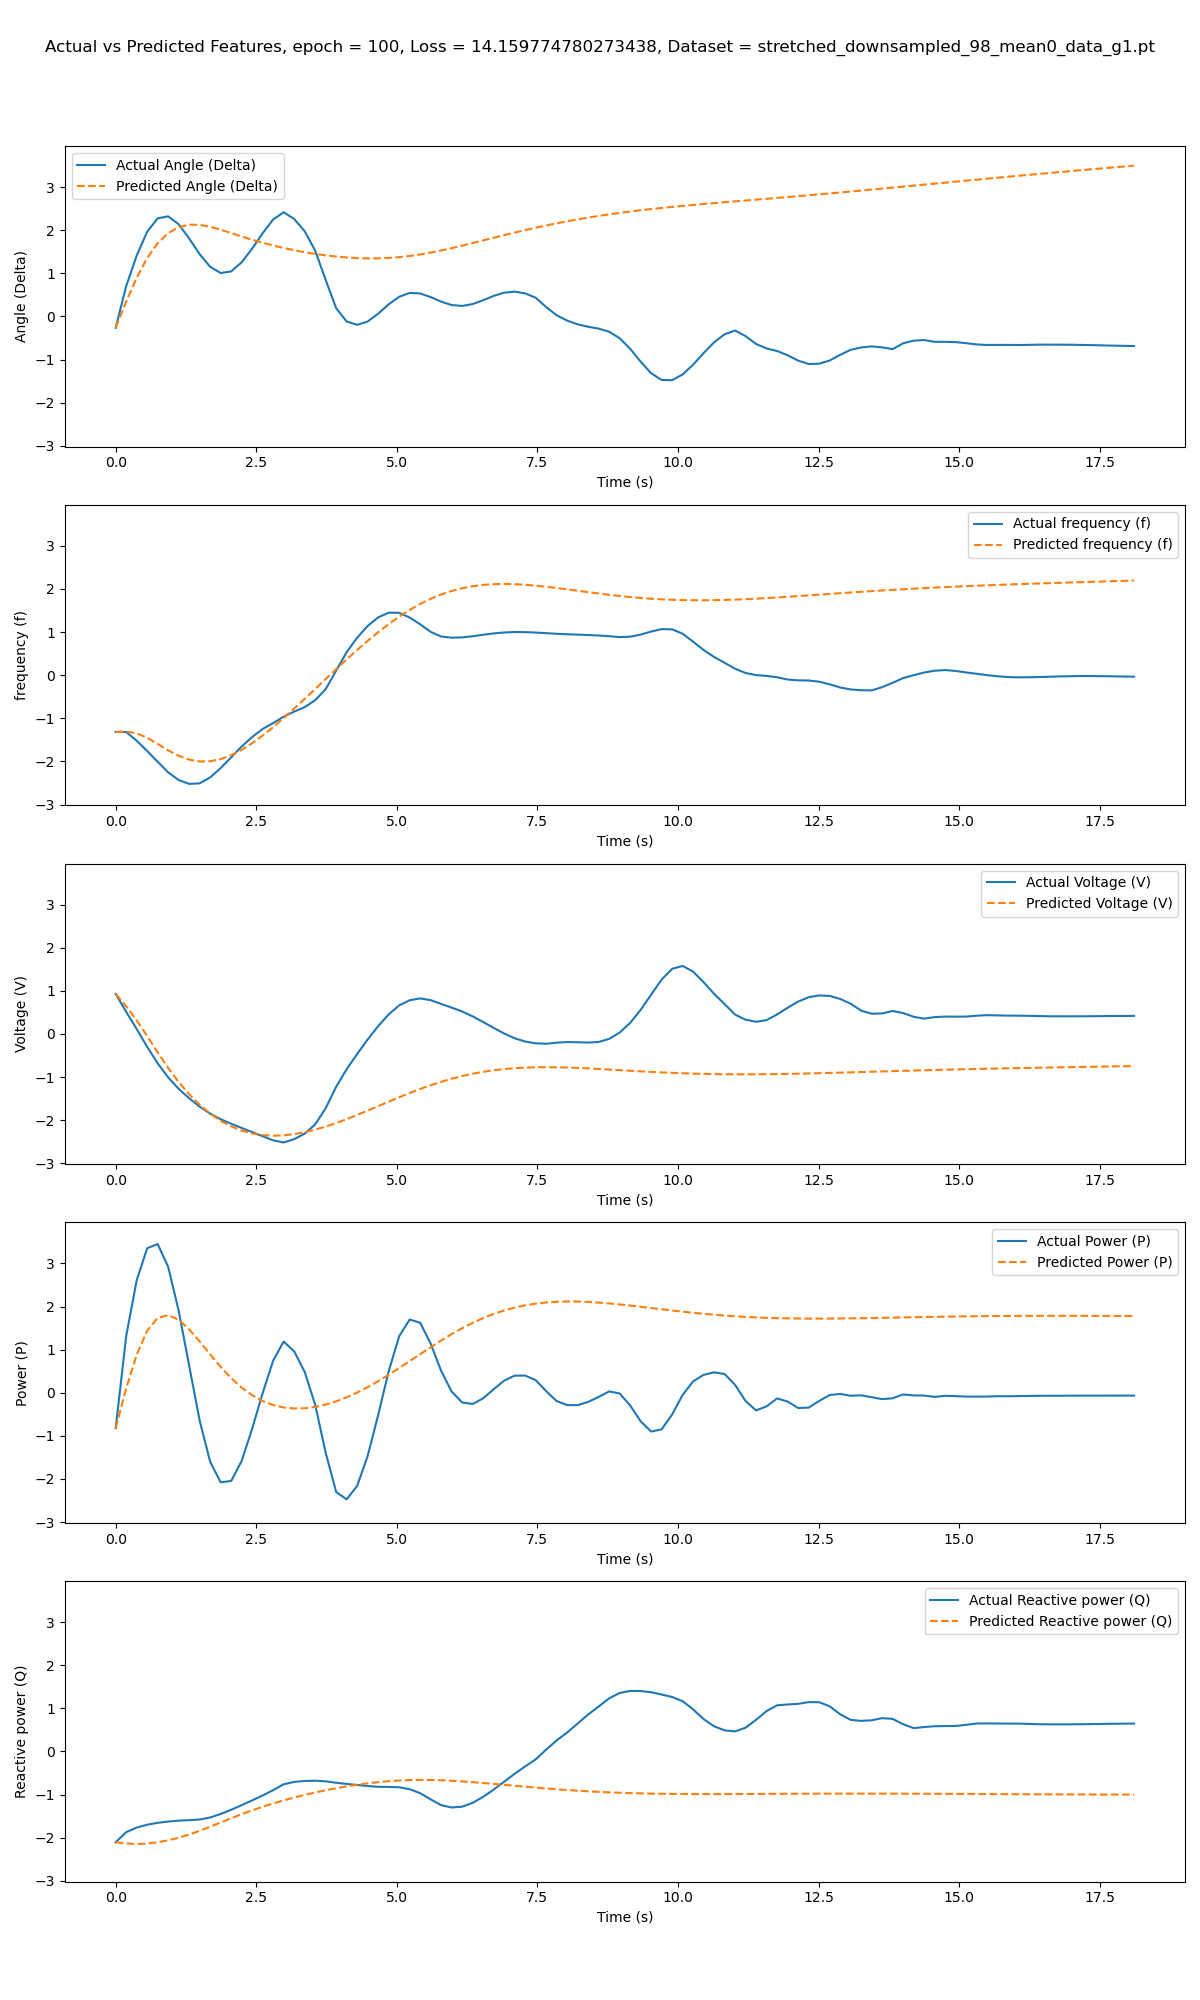 Actual vs Predicted Features, epoch = 100, Loss = 14.159774780273438, Dataset = stretched_downsampled_98_mean0_data_g1.pt
Actual Angle (Delta)
Predicted Angle (Delta)
Angle (Delta)
3
2
1
0
−1
−2
−3
0.0 2.5 5.0 7.5 10.0 12.5 15.0 17.5
Time (s)
Actual frequency (f)
Predicted frequency (f)
frequency (f)
3
2
1
0
−1
−2
−3
0.0 2.5 5.0 7.5 10.0 12.5 15.0 17.5
Time (s)
Actual Voltage (V)
Predicted Voltage (V)
Voltage (V)
3
2
1
0
−1
−2
−3
0.0 2.5 5.0 7.5 10.0 12.5 15.0 17.5
Time (s)
Actual Power (P)
Predicted Power (P)
Power (P)
3
2
1
0
−1
−2
−3
0.0 2.5 5.0 7.5 10.0 12.5 15.0 17.5
Time (s)
Actual Reactive power (Q)
Predicted Reactive power (Q)
Reactive power (Q)
3
2
1
0
−1
−2
−3
0.0 2.5 5.0 7.5 10.0 12.5 15.0 17.5
Time (s)